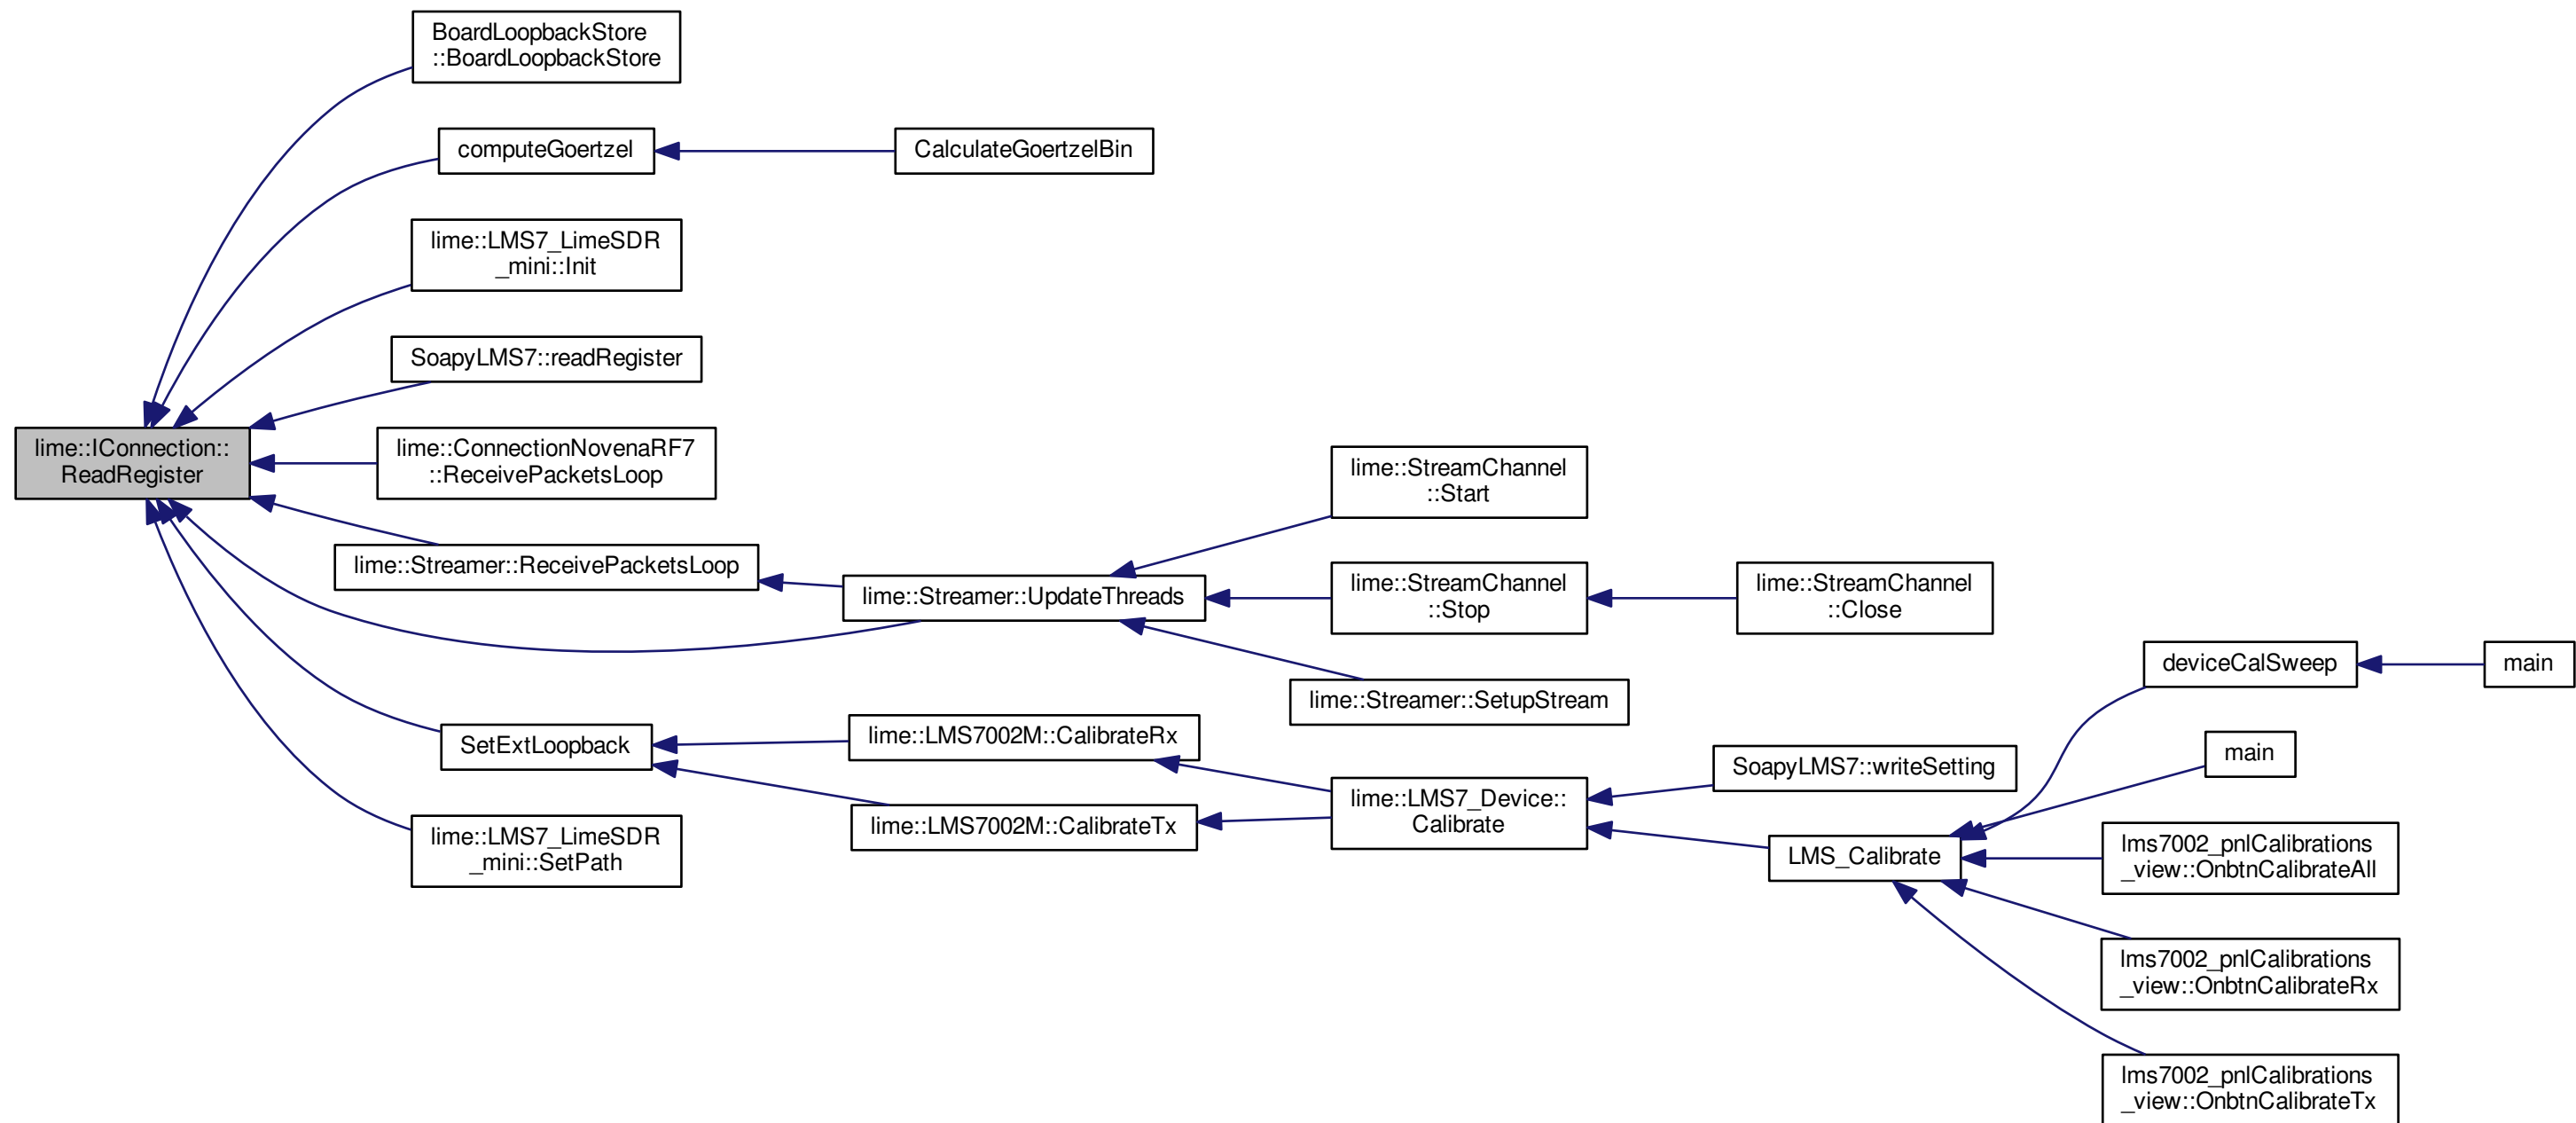 BoardLoopbackStore
::BoardLoopbackStore
computeGoertzel
CalculateGoertzelBin
lime::LMS7_LimeSDR
_mini::Init
SoapyLMS7::readRegister
lime::IConnection::
ReadRegister
lime::ConnectionNovenaRF7
::ReceivePacketsLoop
lime::Streamer::ReceivePacketsLoop
lime::Streamer::UpdateThreads
lime::StreamChannel
::Start
lime::StreamChannel
::Stop
lime::StreamChannel
::Close
lime::Streamer::SetupStream
SetExtLoopback
lime::LMS7002M::CalibrateRx
lime::LMS7002M::CalibrateTx
lime::LMS7_Device::
Calibrate
SoapyLMS7::writeSetting
LMS_Calibrate
deviceCalSweep
main
main
lms7002_pnlCalibrations
_view::OnbtnCalibrateAll
lms7002_pnlCalibrations
_view::OnbtnCalibrateRx
lms7002_pnlCalibrations
_view::OnbtnCalibrateTx
lime::LMS7_LimeSDR
_mini::SetPath